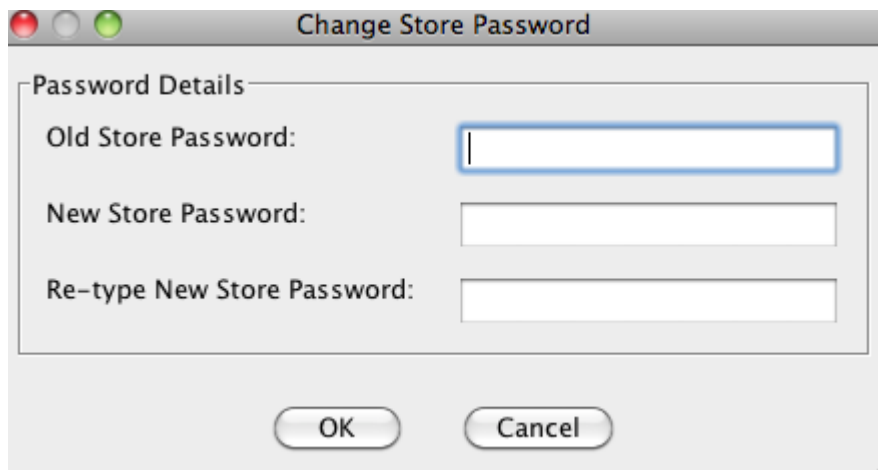 Change Store Password
Password Details
Old Store Password:
New Store Password:
Re-type New Store Password:
OK
Cancel